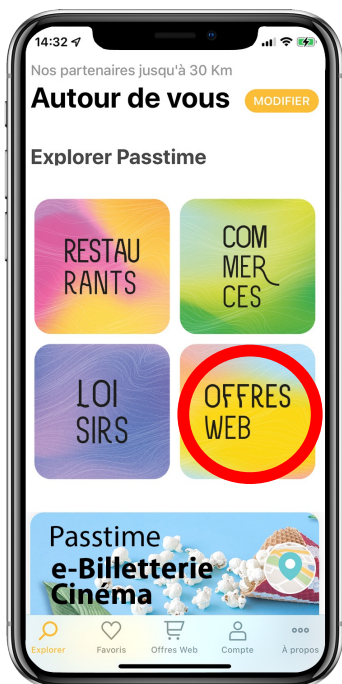 14:32
Nos partenaires jusqu'à 30 Km
Autour de vous
MODIFIER
Explorer Passtime
RESTAU
RANTS
COM
MER
CES
LOI
SIRS
OFFRES
WEB
Passtime
e-Billetterie
Cinéma
Explorer
Favoris
Offres Web
Compte
À propos